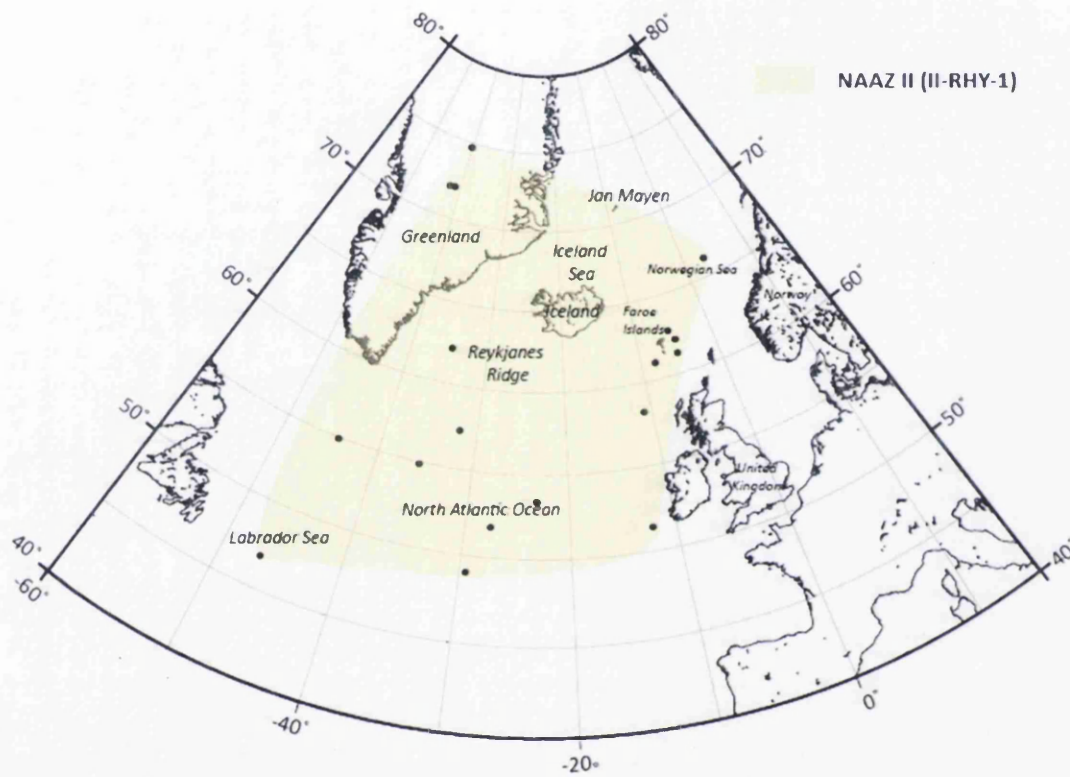 80°
80°
NAAZ II (II-RHY-1)
70°
70°
Jan Mayen
Greenland
Iceland
Sea
Norwegian Sea
60°
60°
Norway
Iceland
Faroe
Islands
Reykjanes
Ridge
50°
50°
United
Kingdom
North Atlantic Ocean
Labrador Sea
40°
40°
-60°
-40°
-20°
0°